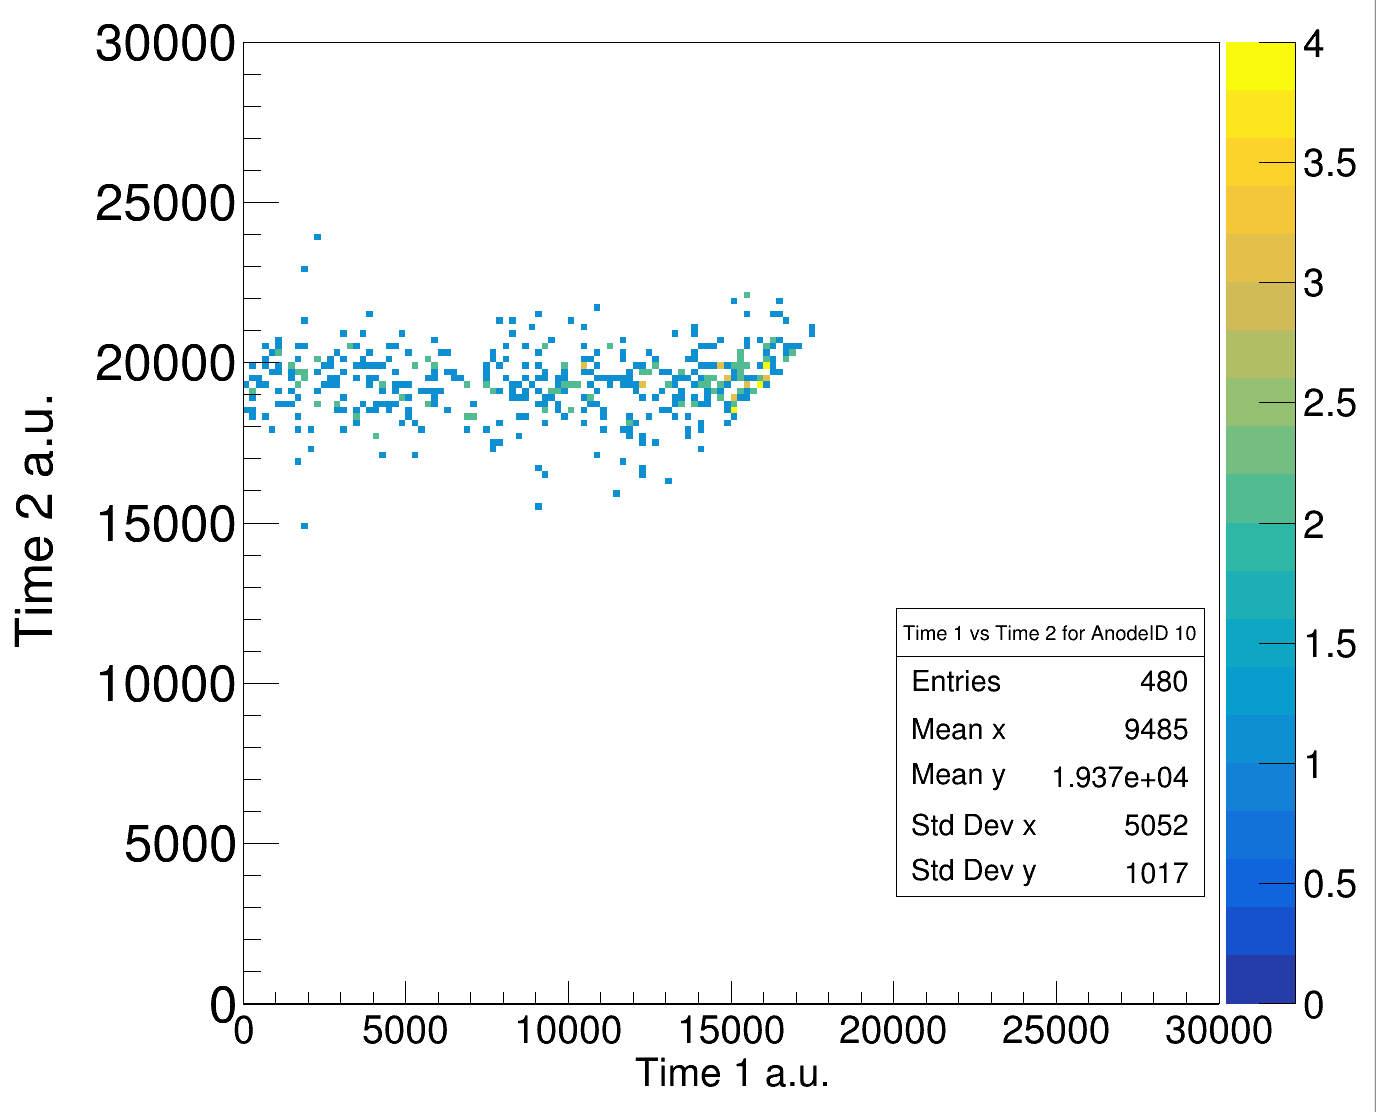 30000
25000
20000
15000
10000
5000
0
Time 2 a.u.
0 5000 10000 15000 20000 25000 30000
Time 1 a.u.
Time 1 vs Time 2 for AnodeID 10
Entries 480
Mean x 9485
Mean y 1.937e+04
Std Dev x 5052
Std Dev y 1017
4
3.5
3
2.5
2
1.5
1
0.5
0